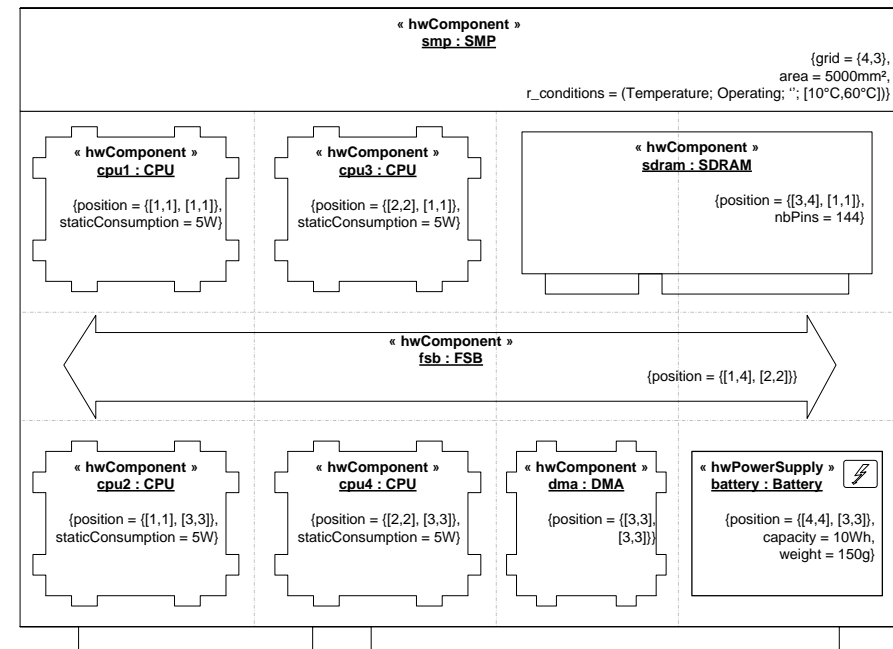 « hwComponent »
smp : SMP
{grid = {4,3},
area = 5000mm²,
r_conditions = (Temperature; Operating; ‘’; [10°C,60°C])}
« hwComponent »
cpu1 : CPU
{position = {[1,1], [1,1]},
staticConsumption = 5W}
« hwComponent »
cpu3 : CPU
{position = {[2,2], [1,1]},
staticConsumption = 5W}
« hwComponent »
sdram : SDRAM
{position = {[3,4], [1,1]},
nbPins = 144}
« hwComponent »
fsb : FSB
{position = {[1,4], [2,2]}}
« hwComponent »
cpu2 : CPU
{position = {[1,1], [3,3]},
staticConsumption = 5W}
« hwComponent »
cpu4 : CPU
{position = {[2,2], [3,3]},
staticConsumption = 5W}
« hwComponent »
dma : DMA
{position = {[3,3],
[3,3]}}
« hwPowerSupply »
battery : Battery
{position = {[4,4], [3,3]},
capacity = 10Wh,
weight = 150g}